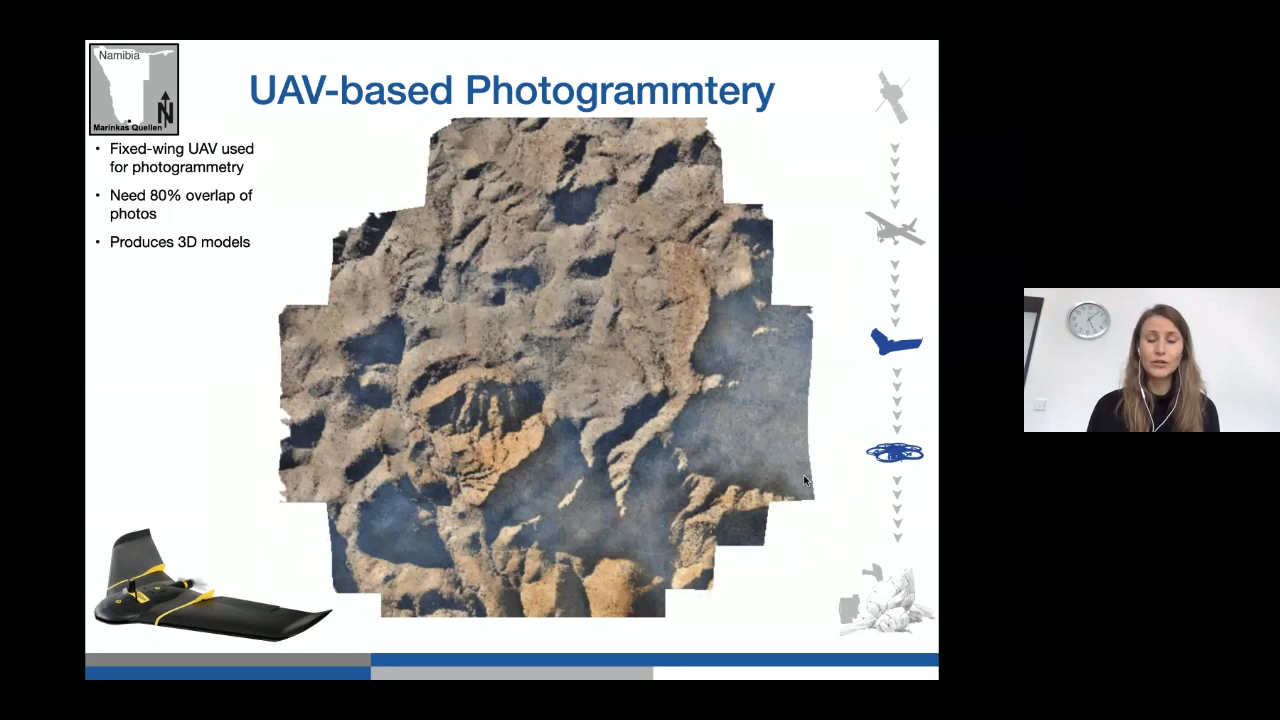 Namibia
N
Marinkas Quellen
UAV-based Photogrammtery
• Fixed-wing UAV used
for photogrammetry
• Need 80% overlap of
photos
• Produces 3D models